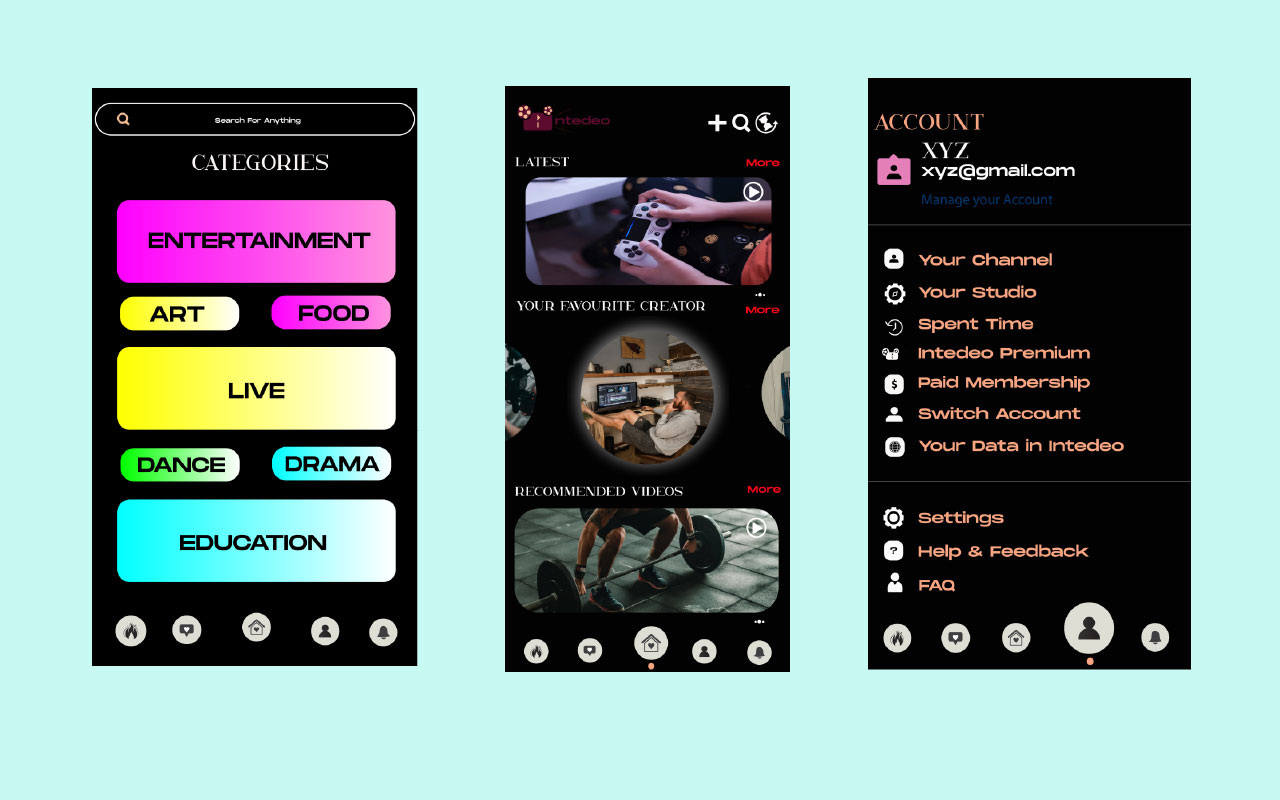 Search For Anything
CATEGORIES
ENTERTAINMENT
ART
FOOD
LIVE
DANCE
DRAMA
EDUCATION
ntedeo
LATEST
More
YOUR FAVOURITE CREATOR
More
RECOMMENDED VIDEOS
More
ACCOUNT
XYZ
xyz@gmail.com
Manage your Account
Your Channel
Your Studio
Spent Time
Intedeo Premium
$
Paid Membership
Switch Account
Your Data in Intedeo
Settings
?
Help & Feedback
FAQ